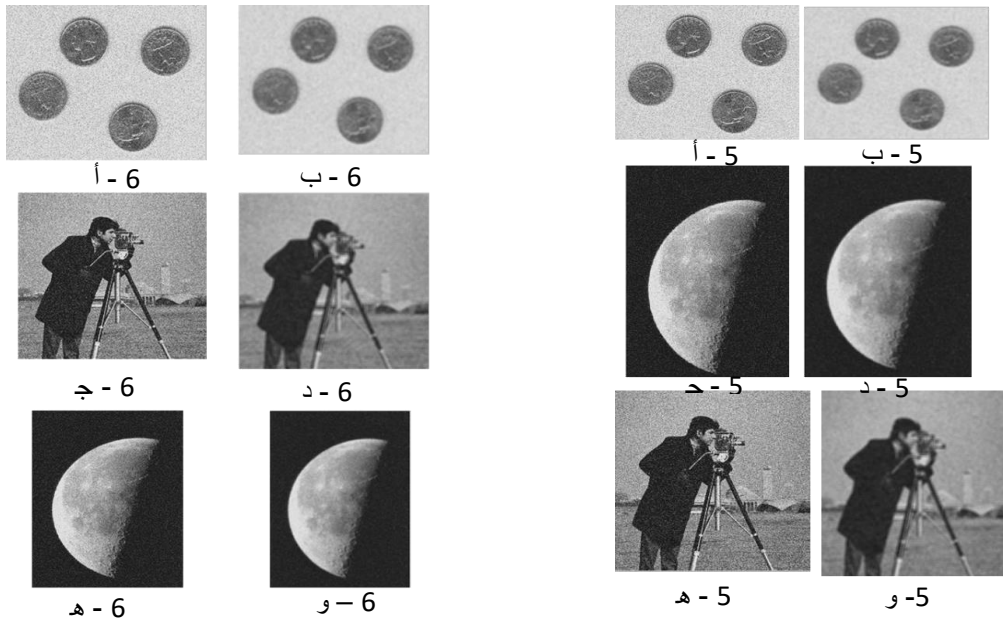 أ - 5
ب - 5
ج - 5
د - 5
هـ - 5
و -5
أ - 6
ب - 6
ج - 6
د - 6
هـ - 6
و – 6